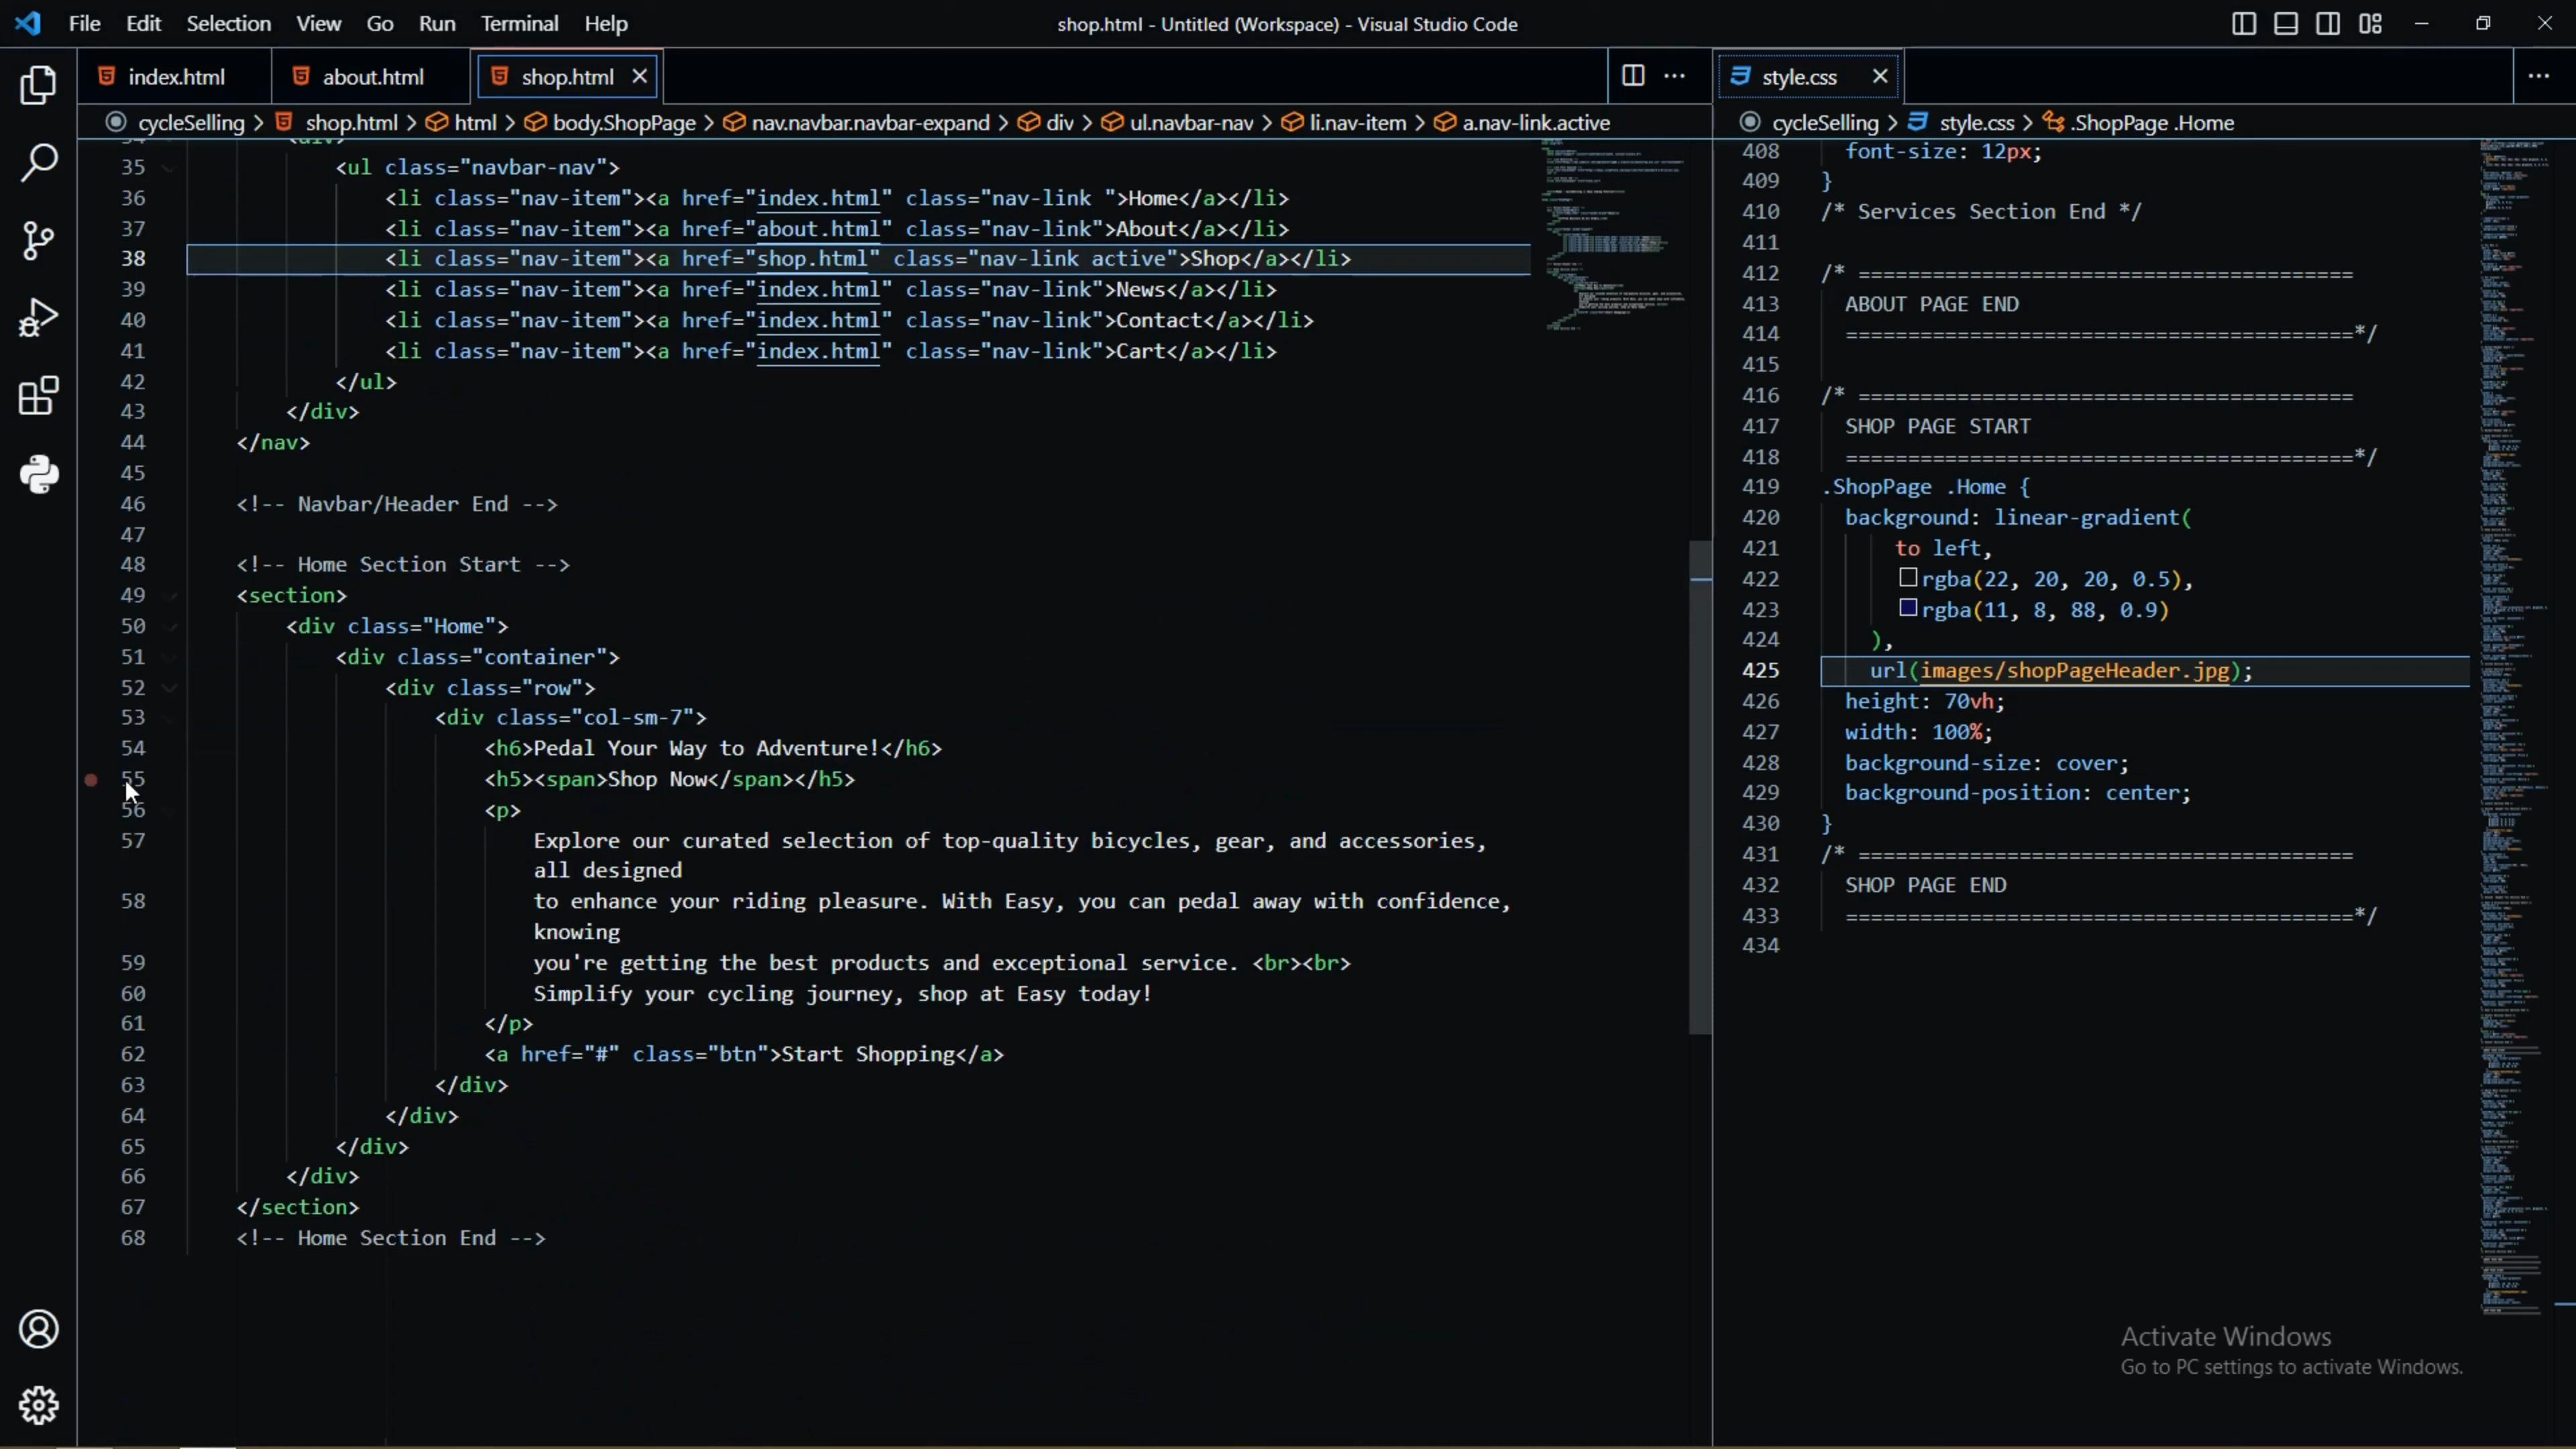 File Edit Selection View Go Run Terminal Help
shop.html - Untitled (Workspace) - Visual Studio Code
index.html about.html shop.html
cycleSelling > shop.html > html > body.ShopPage > nav.navbar.navbar-expand > div > ul.navbar-nav > li.nav-item > a.nav-link.active
35 <ul class="navbar-nav">
36 <li class="nav-item"><a href="index.html" class="nav-link ">Home</a></li>
37 <li class="nav-item"><a href="about.html" class="nav-link">About</a></li>
38 <li class="nav-item"><a href="shop.html" class="nav-link active">Shop</a></li>
39 <li class="nav-item"><a href="index.html" class="nav-link">News</a></li>
40 <li class="nav-item"><a href="index.html" class="nav-link">Contact</a></li>
41 <li class="nav-item"><a href="index.html" class="nav-link">Cart</a></li>
42 </ul>
43 </div>
44 </nav>
45
46 <!-- Navbar/Header End -->
47
48 <!-- Home Section Start -->
49 <section>
50 <div class="Home">
51 <div class="container">
52 <div class="row">
53 <div class="col-sm-7">
54 <h6>Pedal Your Way to Adventure!</h6>
55 <h5><span>Shop Now</span></h5>
56 <p>
57 Explore our curated selection of top-quality bicycles, gear, and accessories,
all designed
58 to enhance your riding pleasure. With Easy, you can pedal away with confidence,
knowing
59 you're getting the best products and exceptional service. <br><br>
60 Simplify your cycling journey, shop at Easy today!
61 </p>
62 <a href="#" class="btn">Start Shopping</a>
63 </div>
64 </div>
65 </div>
66 </div>
67 </section>
68 <!-- Home Section End -->
style.css
cycleSelling > style.css > .ShopPage .Home
408 font-size: 12px;
409 }
410 /* Services Section End */
411
412 /* ========================================
413 ABOUT PAGE END
414 =========================================*/
415
416 /* ========================================
417 SHOP PAGE START
418 =========================================*/
419 .ShopPage .Home {
420 background: linear-gradient(
421 to left,
422 rgba(22, 20, 20, 0.5),
423 rgba(11, 8, 88, 0.9)
424 ),
425 url(images/shopPageHeader.jpg);
426 height: 70vh;
427 width: 100%;
428 background-size: cover;
429 background-position: center;
430 }
431 /* ========================================
432 SHOP PAGE END
433 =========================================*/
434
Activate Windows
Go to PC settings to activate Windows.